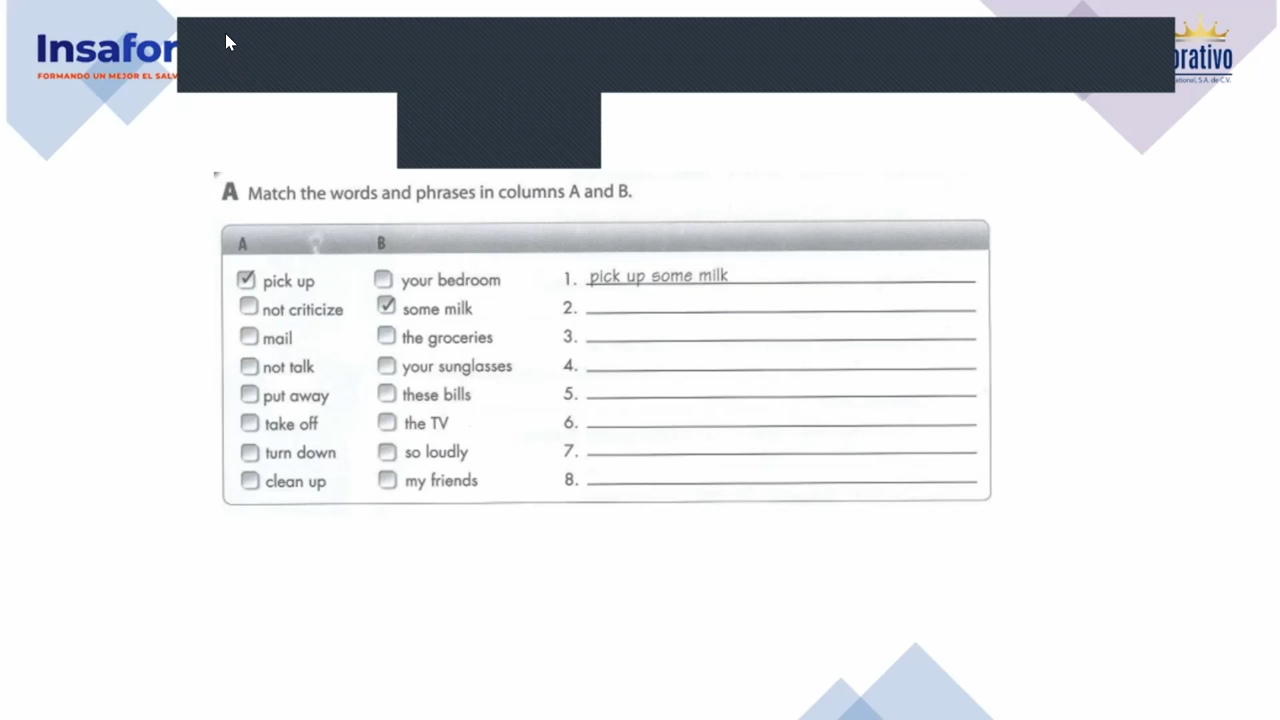 Insafor
FORMANDO UN MEJOR EL SALV
orativo
ational, S.A. de C.V.
A Match the words and phrases in columns A and B.
A B
pick up your bedroom 1. pick up some milk
not criticize some milk 2.
mail the groceries 3.
not talk your sunglasses 4.
put away these bills 5.
take off the TV 6.
turn down so loudly 7.
clean up my friends 8.